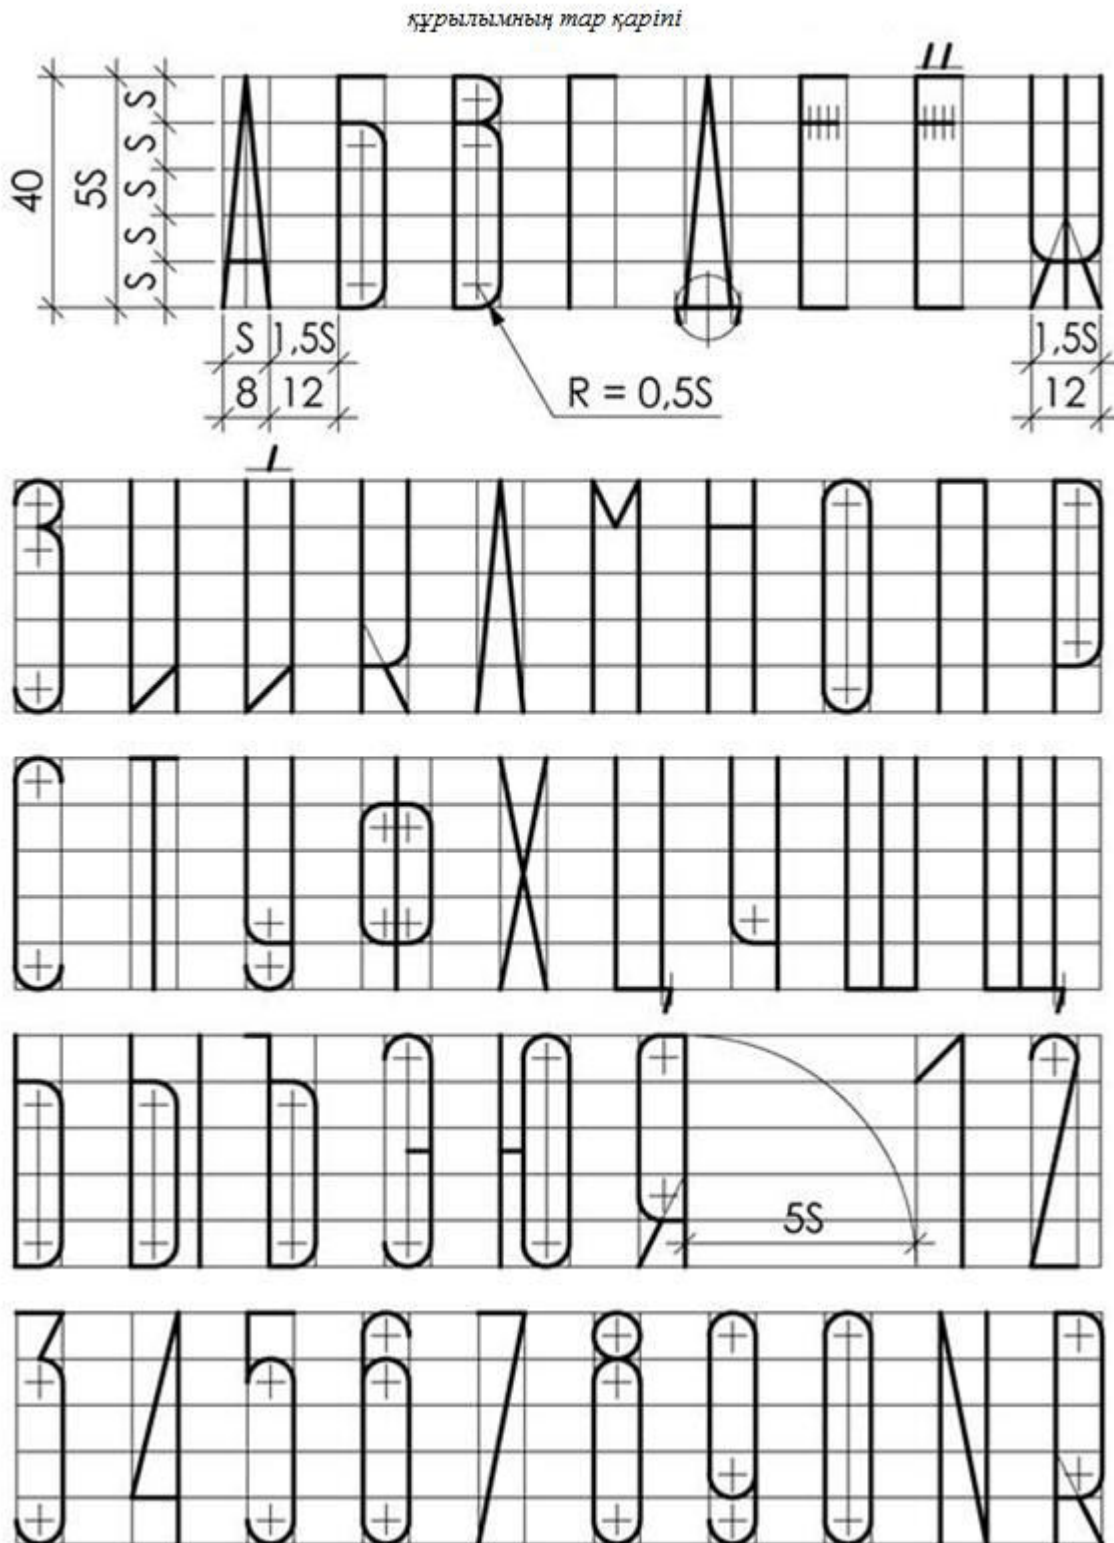 құрылымның тар қаріпі
40 5S S S S S S А Б В Г Д Е Ё Ж
S 1,5S 1,5S
8 12 R = 0,5S 12
З И Й К Л М Н О П Р
С Т У Ф Х Ц Ч Ш Щ
Ь Ы Ъ Э Ю Я 5S 1 2
3 4 5 6 7 8 9 0 N R